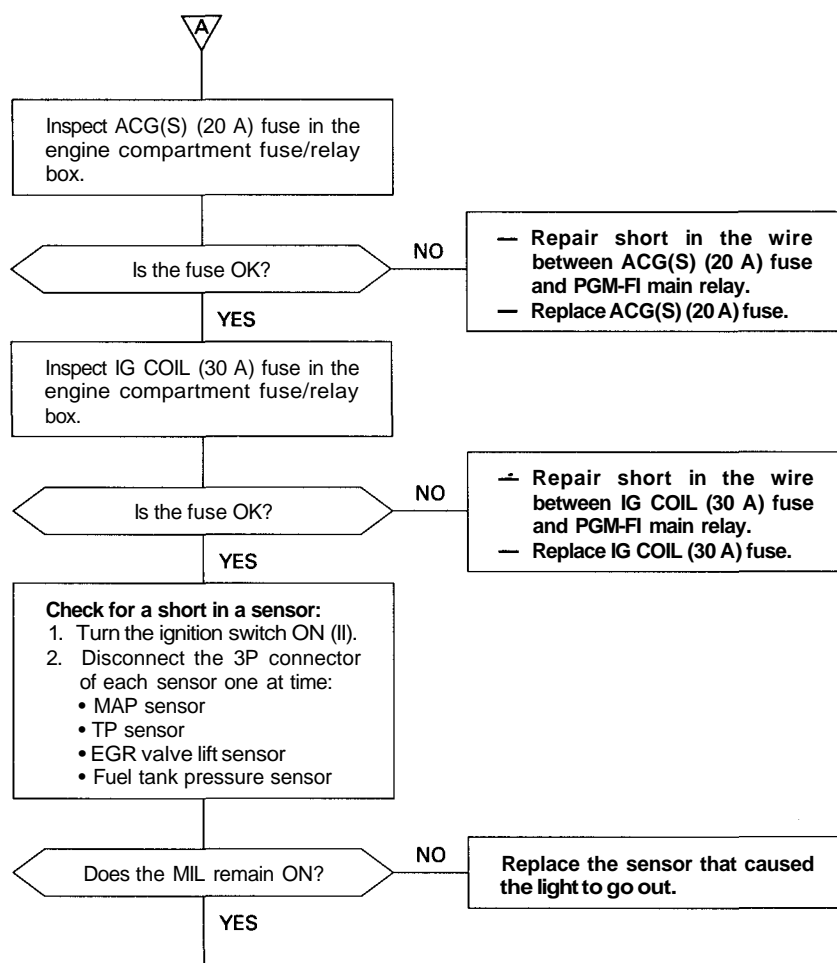 A
Inspect ACG(S) (20 A) fuse in the
engine compartment fuse/relay
box.
Is the fuse OK?
NO
— Repair short in the wire
between ACG(S) (20 A) fuse
and PGM-FI main relay.
— Replace ACG(S) (20 A) fuse.
YES
Inspect IG COIL (30 A) fuse in the
engine compartment fuse/relay
box.
Is the fuse OK?
NO
— Repair short in the wire
between IG COIL (30 A) fuse
and PGM-FI main relay.
— Replace IG COIL (30 A) fuse.
YES
Check for a short in a sensor:
1. Turn the ignition switch ON (II).
2. Disconnect the 3P connector
of each sensor one at time:
• MAP sensor
• TP sensor
• EGR valve lift sensor
• Fuel tank pressure sensor
Does the MIL remain ON?
NO
Replace the sensor that caused
the light to go out.
YES